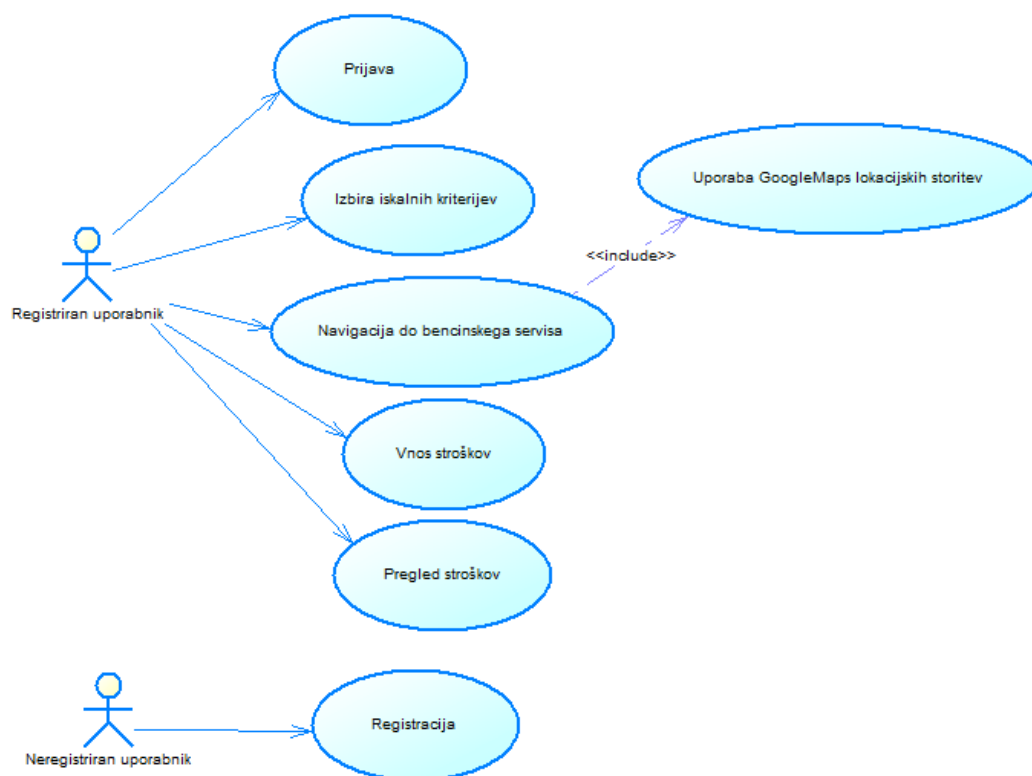 Prijava
Izbira iskalnih kriterijev
Uporaba GoogleMaps lokacijskih storitev
<<include>>
Registriran uporabnik
Navigacija do bencinskega servisa
Vnos stroškov
Pregled stroškov
Registracija
Neregistriran uporabnik